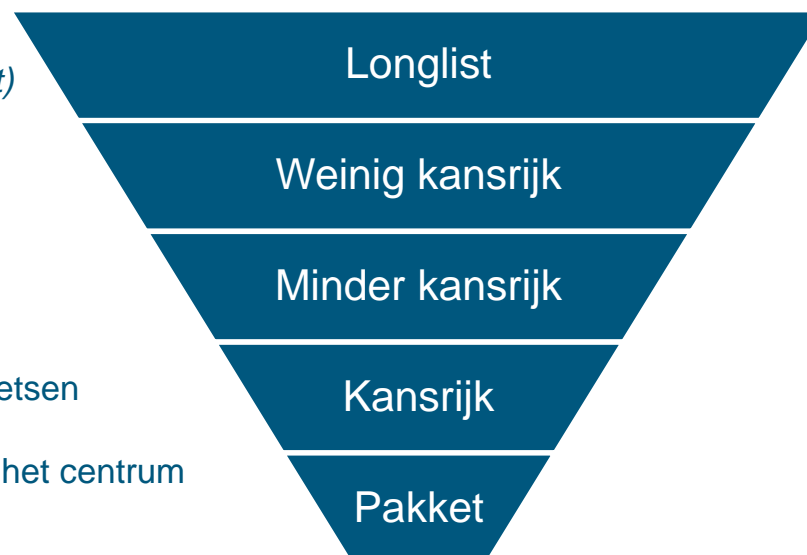 Longlist
t)
Weinig kansrijk
Minder kansrijk
etsen
Kansrijk
het centrum
Pakket